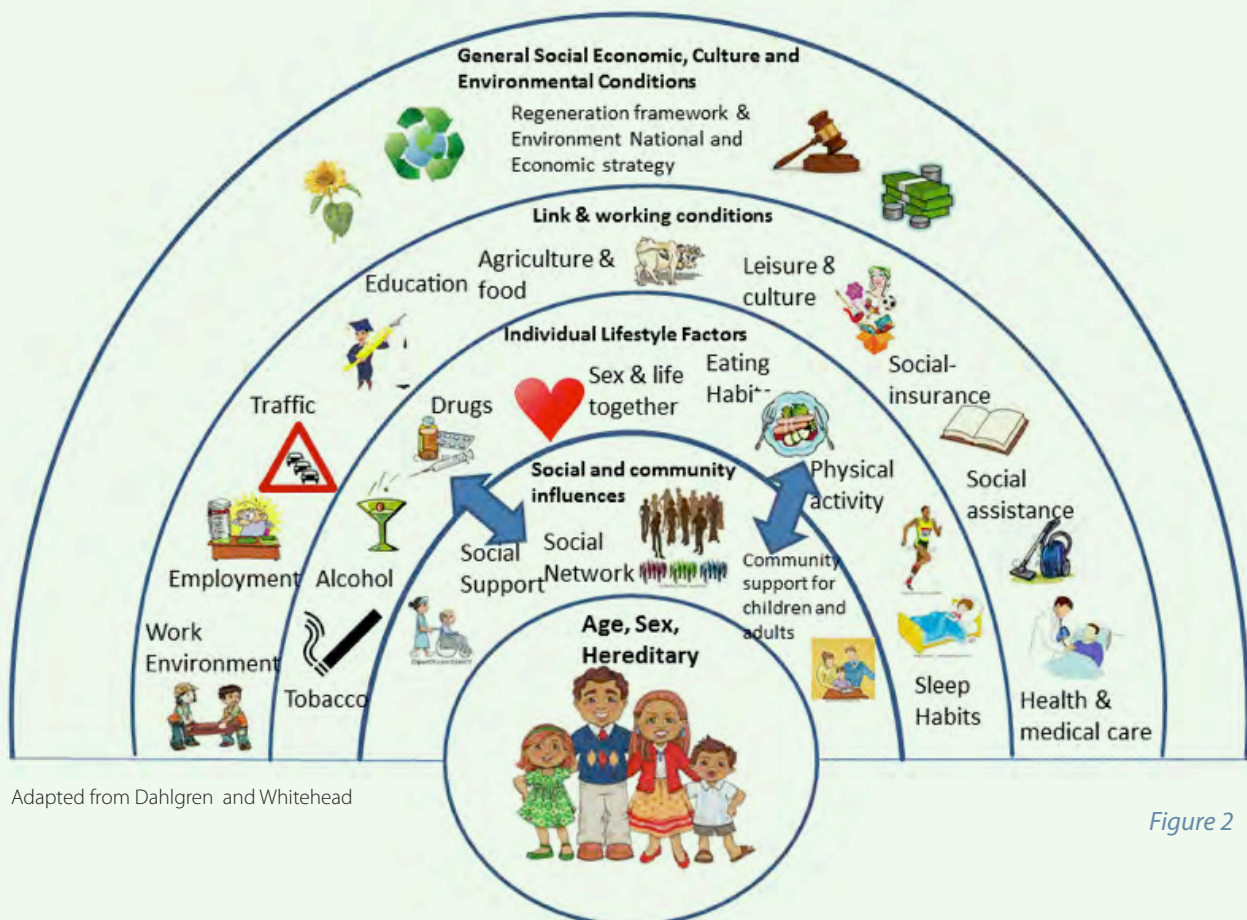 General Social Economic, Culture and
Environmental Conditions
Regeneration framework &
Environment National and
Economic strategy
Link & working conditions
Education
Agriculture &
food
Leisure &
culture
Individual Lifestyle Factors
Traffic
Drugs
Sex & life
together
Eating
Social-
insurance
Social and community
influences
Physical
activity
Social
assistance
Employment
Alcohol
Social
Support
Social
Network
Community
support for
children and
adults
Work
Environment
Tobacco
Age, Sex,
Hereditary
Sleep
Habits
Health &
medical care
Adapted from Dahlgren and Whitehead
Figure 2